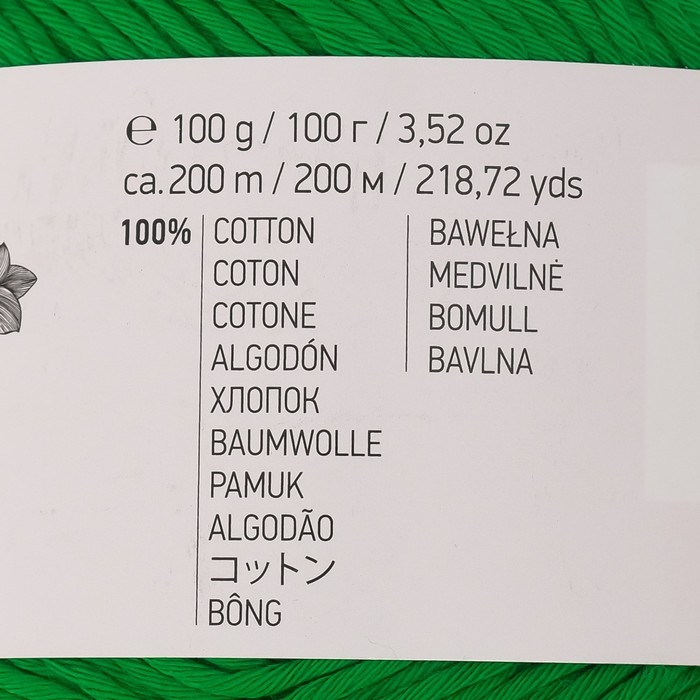 ℮ 100 g / 100 г / 3,52 oz
ca. 200 m / 200 м / 218,72 yds
100%
COTTON
COTON
COTONE
ALGODÓN
ХЛОПОК
BAUMWOLLE
PAMUK
ALGODÃO
コットン
BÔNG
BAWEŁNA
MEDVILNĖ
BOMULL
BAVLNA